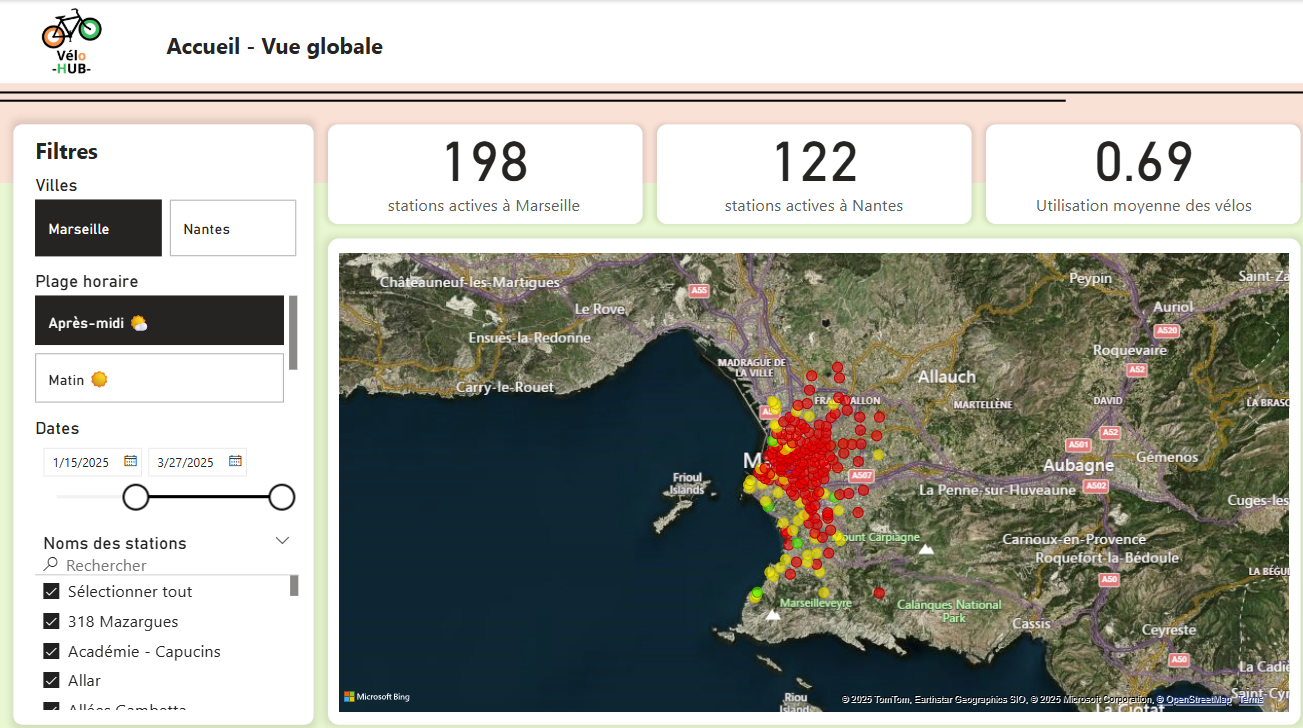 Vélo
-HUB-
Accueil - Vue globale
Filtres
Villes
Marseille
Nantes
Plage horaire
Après-midi
Matin
Dates
1/15/2025
3/27/2025
Noms des stations
Rechercher
Sélectionner tout
318 Mazargues
Académie - Capucins
Allar
Allées Gambetta
198
stations actives à Marseille
122
stations actives à Nantes
0.69
Utilisation moyenne des vélos
Châteauneuf-les-Martigues
A55
Le Rove
Ensuès-la-Redonne
Carry-le-Rouet
MADRAGUE DE
LA VILLE
Peypin
Saint-Za
Auriol
A520
Roquevaire
A52
Allauch
MARTELLÈNE
DAVID
LA BRASC
A52
A501
Gémenos
Aubagne
A507
A502
La Penne-sur-Huveaune
Cuges-les
Frioul
Islands
Mount Carpiagne
Carnoux-en-Provence
Roquefort-la-Bédoule
A50
LA BÉGU
Marseilleveyre
Calanques National
Park
Cassis
Ceyreste
A50
La Cadiè
Saint-Cyr
La Ciotat
Riou
Island
Microsoft Bing
© 2025 TomTom, Earthstar Geographics SIO, © 2025 Microsoft Corporation, © OpenStreetMap Terms